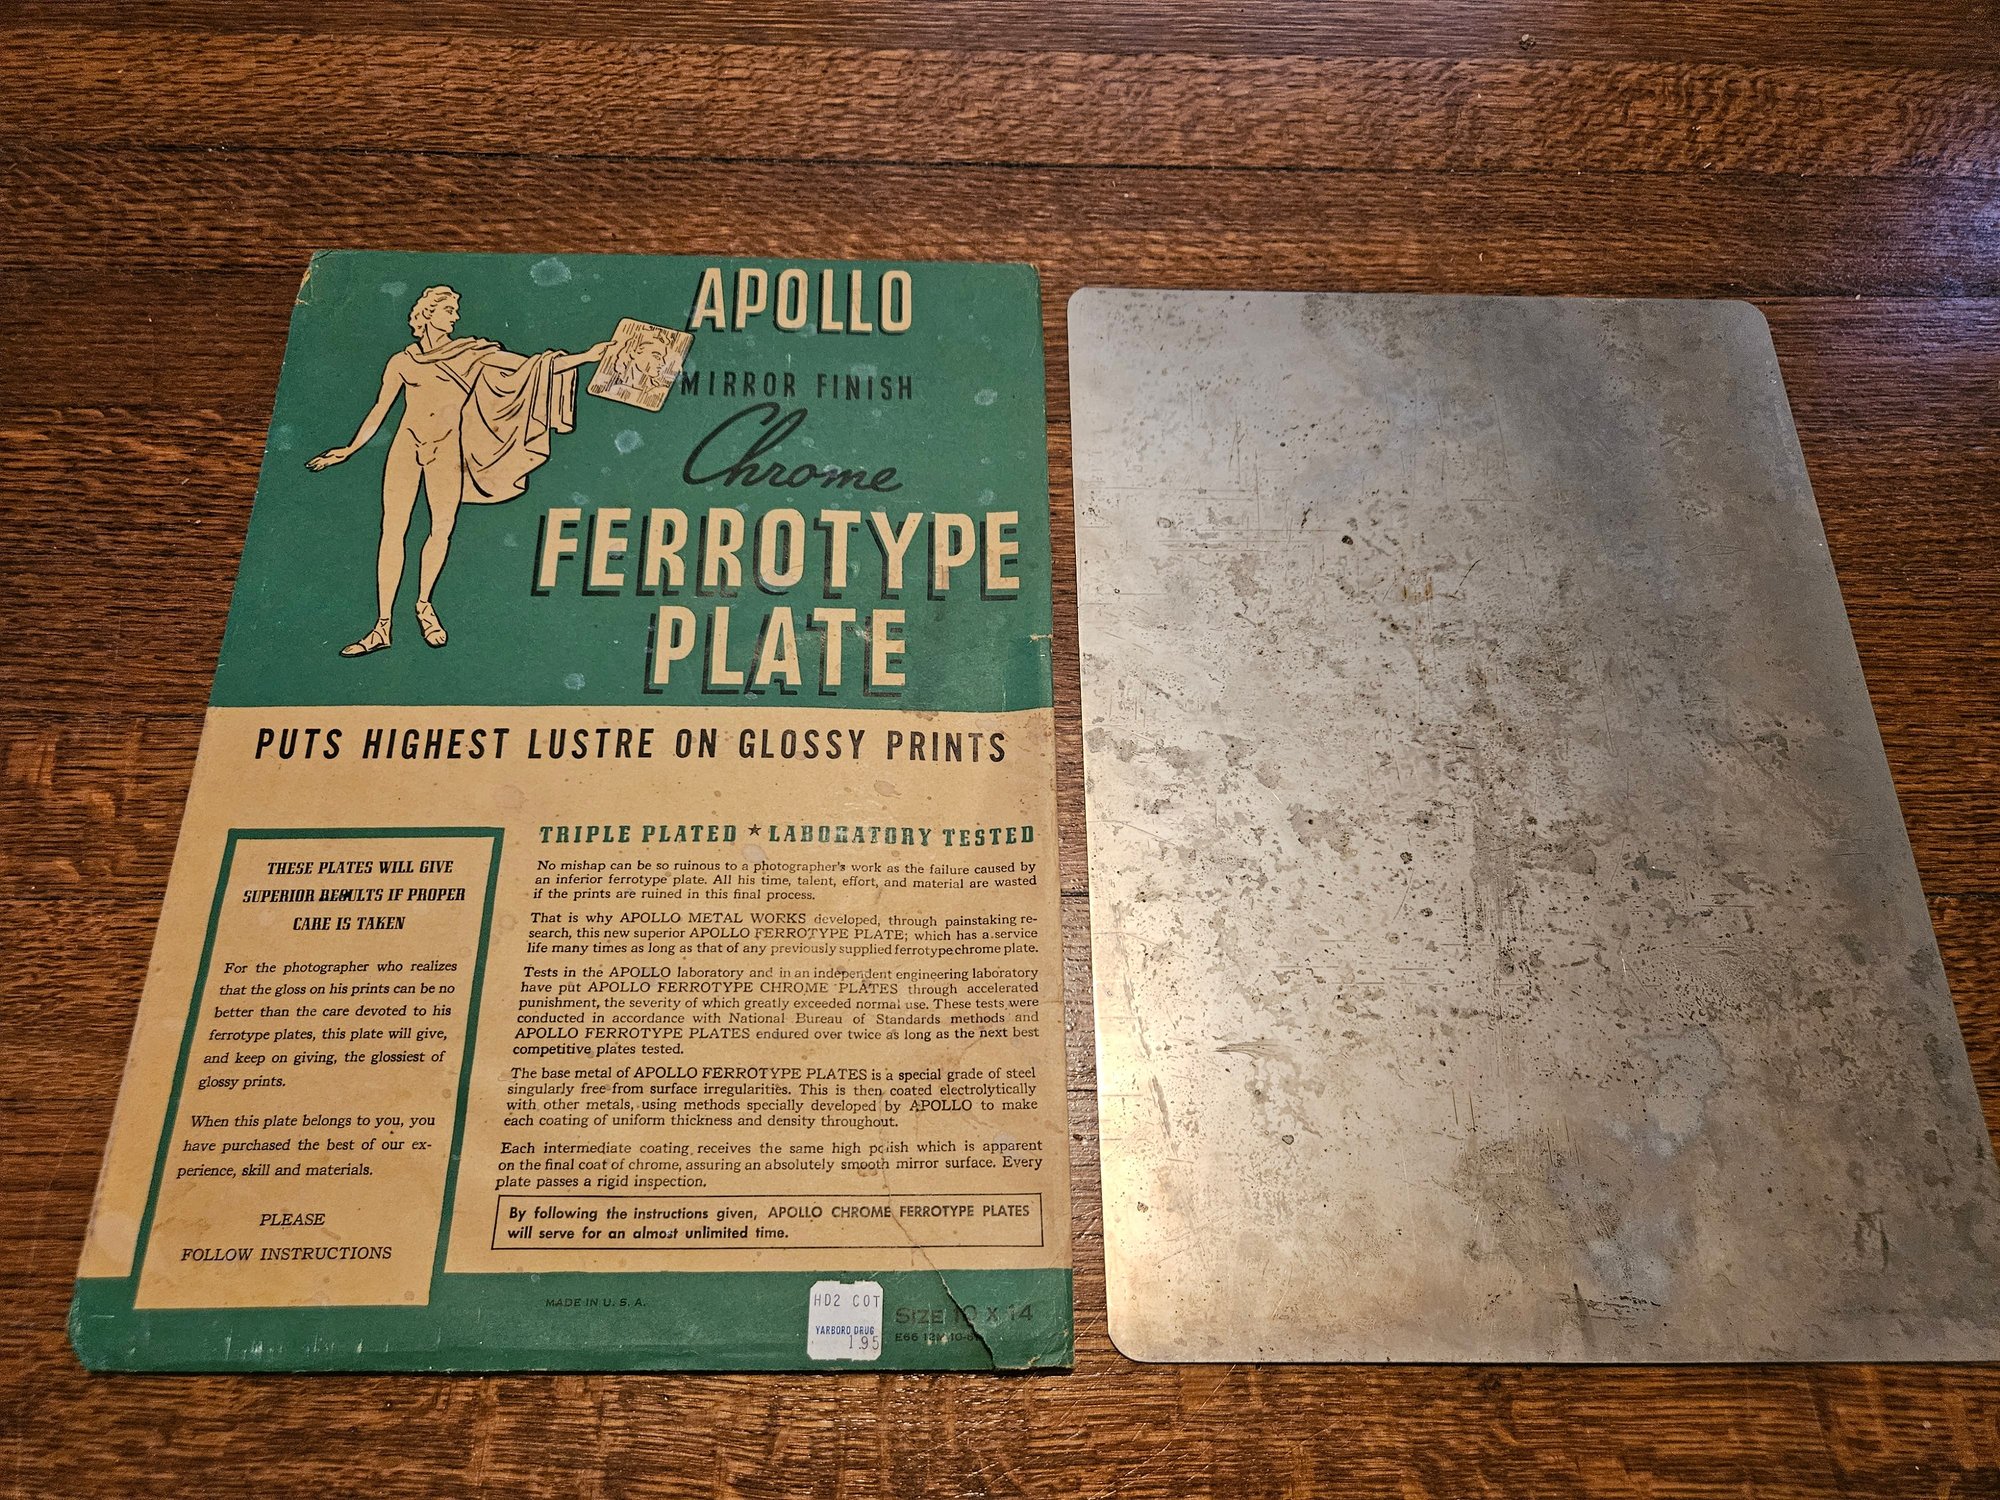 APOLLO
MIRROR FINISH
Chrome
FERROTYPE
PLATE
PUTS HIGHEST LUSTRE ON GLOSSY PRINTS
THESE PLATES WILL GIVE
SUPERIOR RESULTS IF PROPER
CARE IS TAKEN
For the photographer who realizes
that the gloss on his prints can be no
better than the care devoted to his
ferrotype plates, this plate will give,
and keep on giving, the glossiest of
glossy prints.
When this plate belongs to you, you
have purchased the best of our ex-
perience, skill and materials.
PLEASE
FOLLOW INSTRUCTIONS
TRIPLE PLATED ★ LABORATORY TESTED
No mishap can be so ruinous to a photographer's work as the failure caused by
an inferior ferrotype plate. All his time, talent, effort, and material are wasted
if the prints are ruined in this final process.
That is why APOLLO METAL WORKS developed, through painstaking re-
search, this new superior APOLLO FERROTYPE PLATE; which has a service
life many times as long as that of any previously supplied ferrotype chrome plate.
Tests in the APOLLO laboratory and in an independent engineering laboratory
have put APOLLO FERROTYPE CHROME PLATES through accelerated
punishment, the severity of which greatly exceeded normal use. These tests were
conducted in accordance with National Bureau of Standards methods and
APOLLO FERROTYPE PLATES endured over twice as long as the next best
competitive plates tested.
The base metal of APOLLO FERROTYPE PLATES is a special grade of steel
singularly free from surface irregularities. This is then coated electrolytically
with other metals, using methods specially developed by APOLLO to make
each coating of uniform thickness and density throughout.
Each intermediate coating receives the same high polish which is apparent
on the final coat of chrome, assuring an absolutely smooth mirror surface. Every
plate passes a rigid inspection.
By following the instructions given, APOLLO CHROME FERROTYPE PLATES
will serve for an almost unlimited time.
MADE IN U. S. A.
HD2 COT
YARBORO DRUG
1.95
SIZE 10 X 14
E66